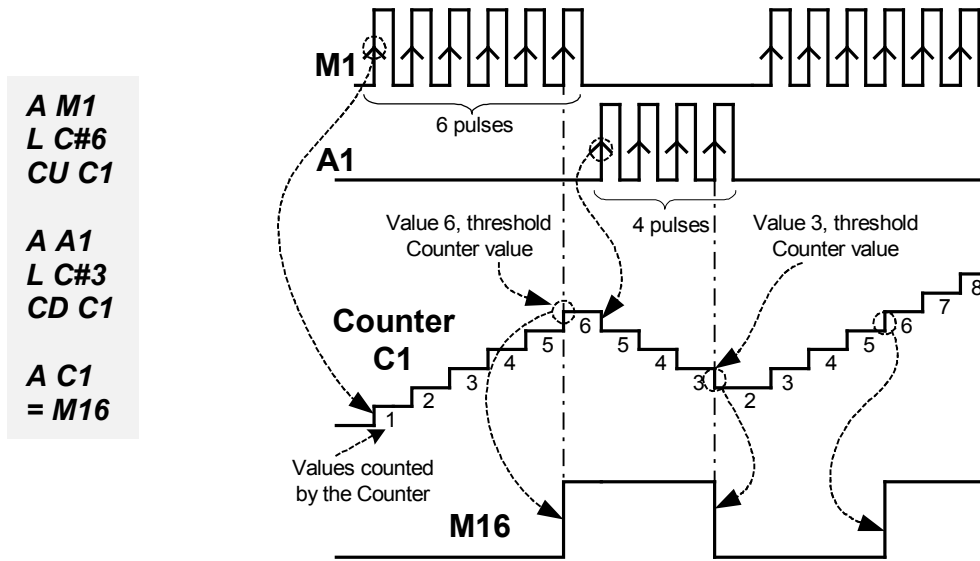 A M1
L C#6
CU C1
A A1
L C#3
CD C1
A C1
= M16
M1
6 pulses
A1
4 pulses
Value 6, threshold
Counter value
Value 3, threshold
Counter value
Counter
C1
1
2
3
4
5
6
5
4
3
2
3
4
5
6
7
8
Values counted
by the Counter
M16